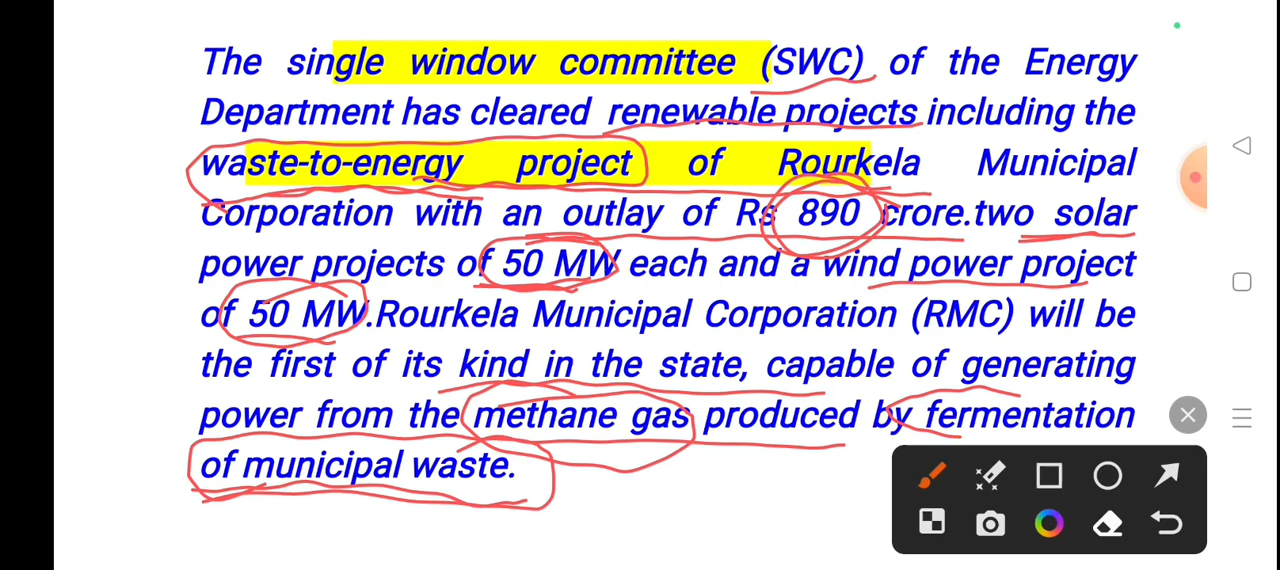 The single window committee (SWC) of the Energy
Department has cleared renewable projects including the
waste-to-energy project of Rourkela Municipal
Corporation with an outlay of Rs 890 crore.two solar
power projects of 50 MW each and a wind power project
of 50 MW.Rourkela Municipal Corporation (RMC) will be
the first of its kind in the state, capable of generating
power from the methane gas produced by fermentation
of municipal waste.